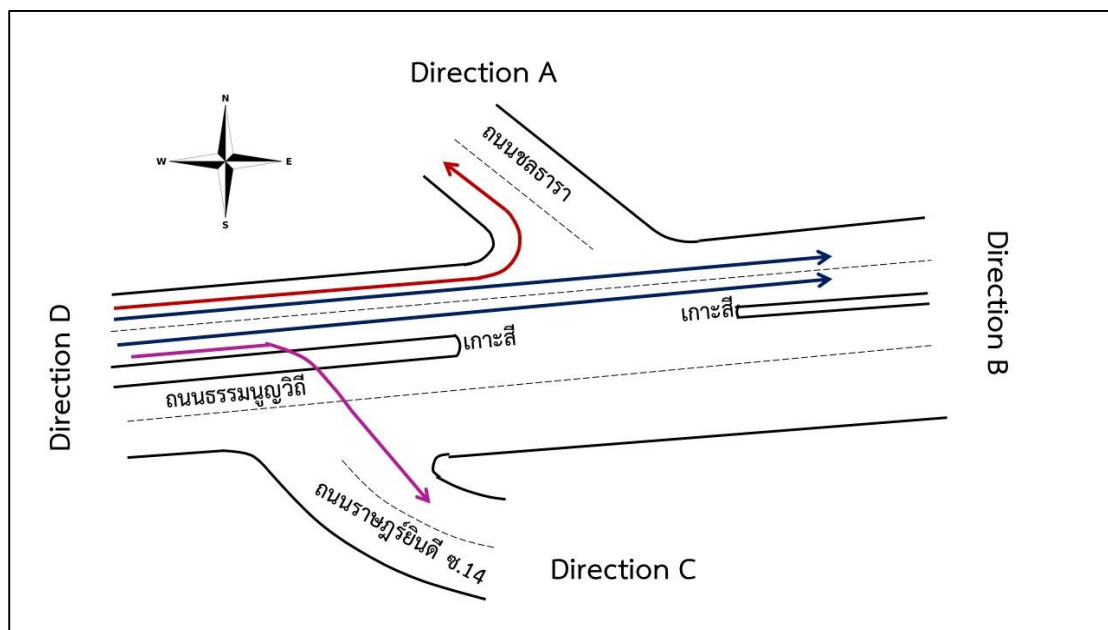 Direction A
N
W
E
S
ถนนชลธารา
Direction B
Direction D
เกาะสี
เกาะสี
ถนนธรรมนูญวิถี
ถนนราษฎร์ยินดี ซ.14
Direction C